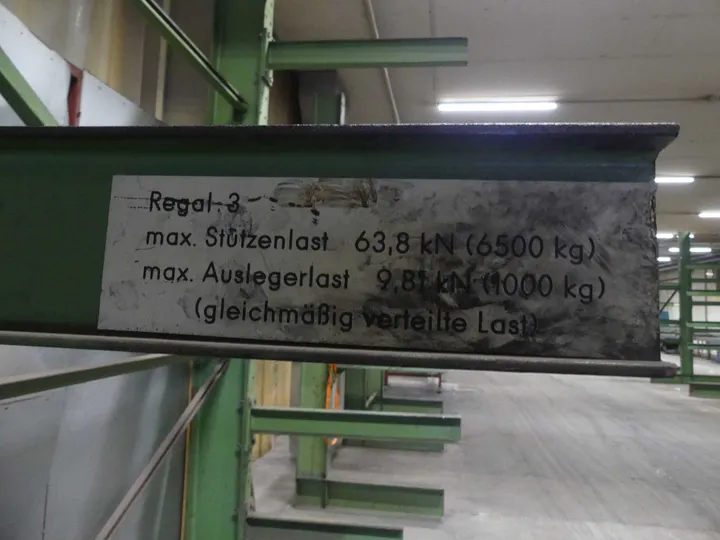 Regal 3
max. Stützenlast 63,8 kN (6500 kg)
max. Auslegerlast 9,81 kN (1000 kg)
(gleichmäßig verteilte Last)